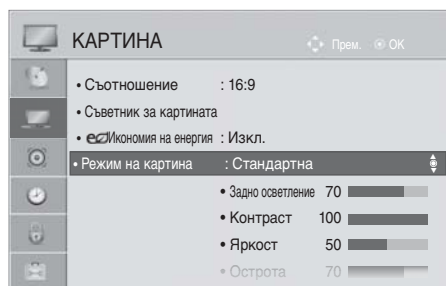 КАРТИНА
Прем. OK
• Съотношение : 16:9
• Съветник за картината
• Икономия на енергия : Изкл.
• Режим на картина : Стандартна
• Задно осветление 70
• Контраст 100
• Яркост 50
• Острота 70